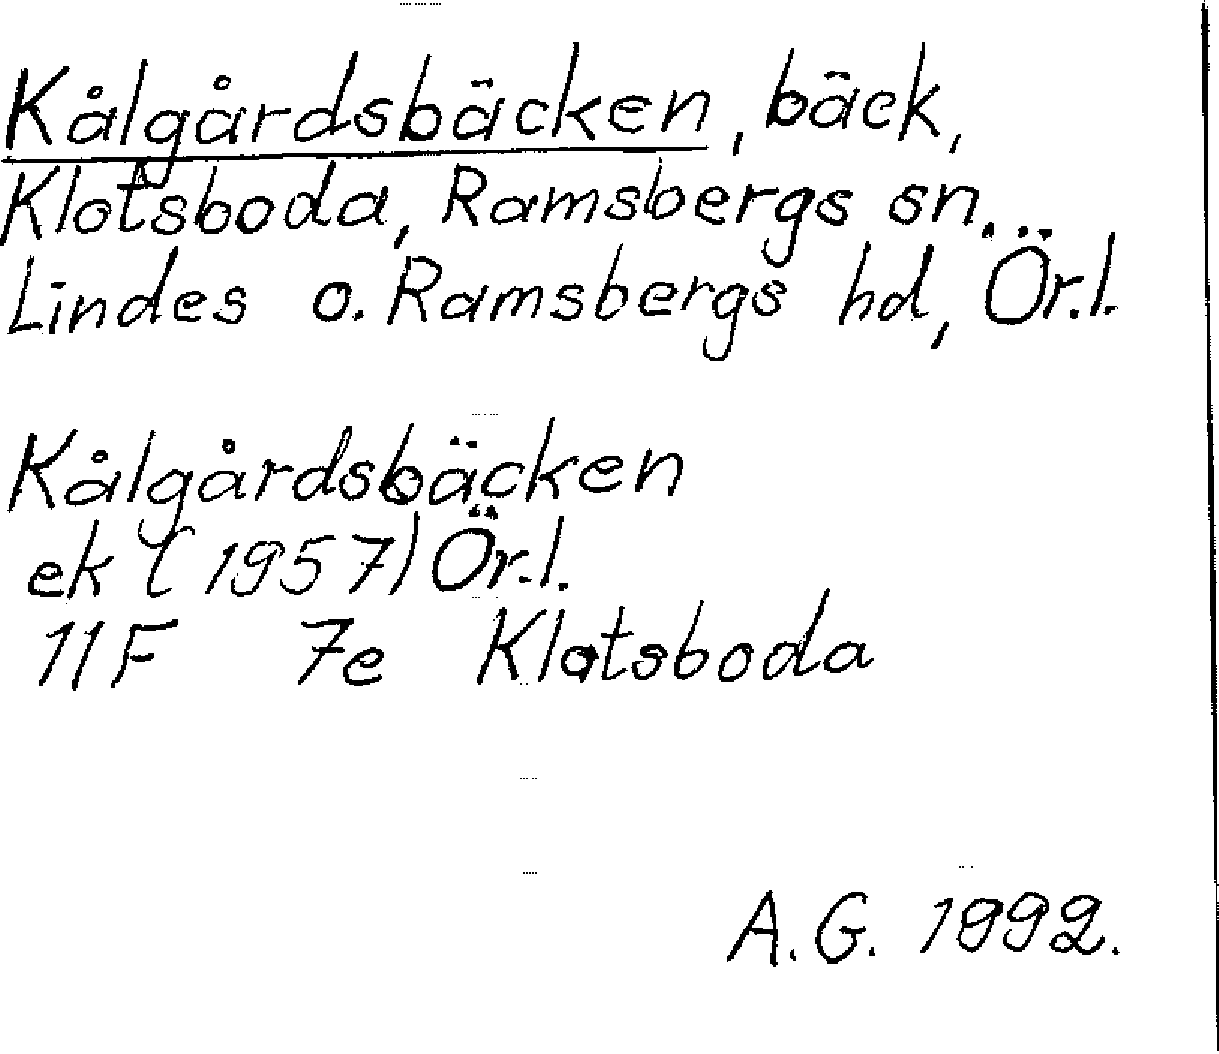 Kålgårdsbäcken, bäck,
Klotsboda, Ramsbergs sn.
Lindes o. Ramsbergs hd, Ör.l.
Kålgårdsbäcken
ek (1957) Ör.l.
11F 7e Klotsboda
A.G. 1992.